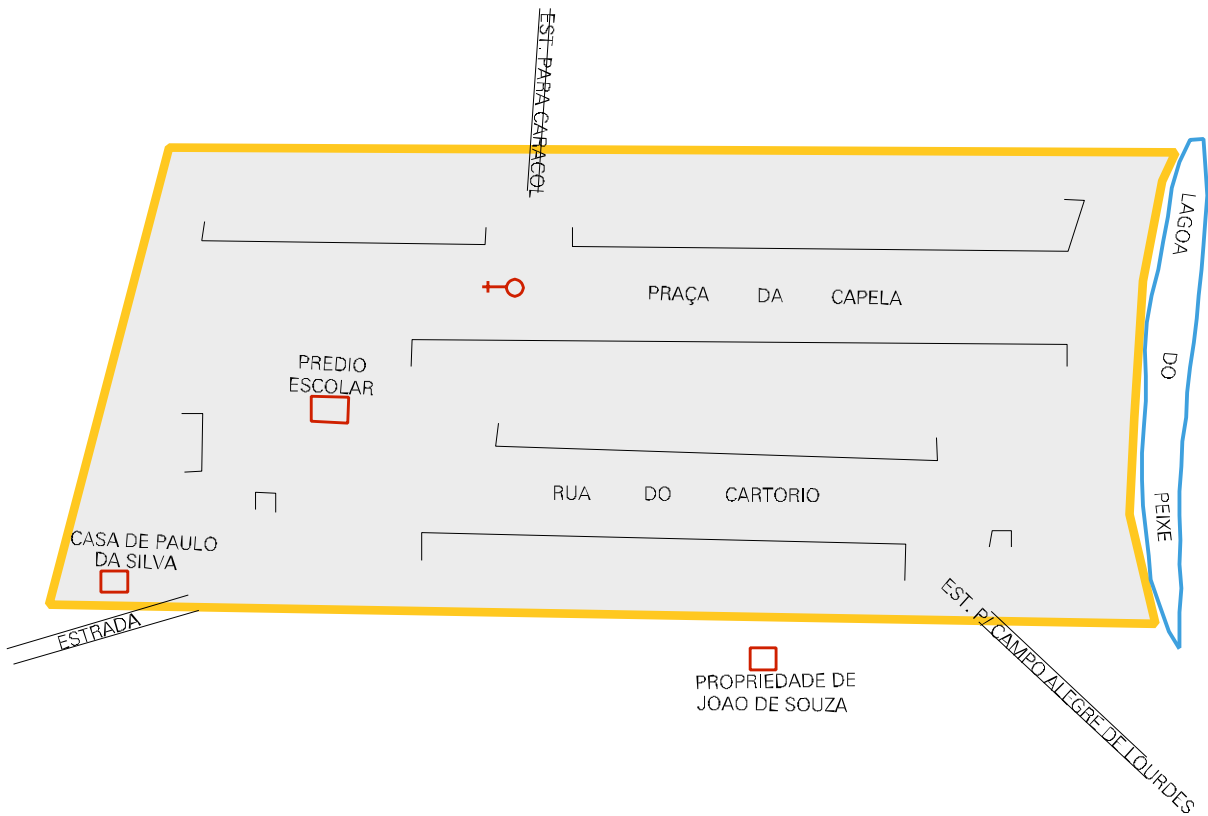 EST. PARA CARACOL
LAGOA DO PEIXE
PRAÇA DA CAPELA
PREDIO
ESCOLAR
RUA DO CARTORIO
CASA DE PAULO
DA SILVA
ESTRADA
EST. P/ CAMPO ALEGRE DE LOURDES
PROPRIEDADE DE
JOAO DE SOUZA